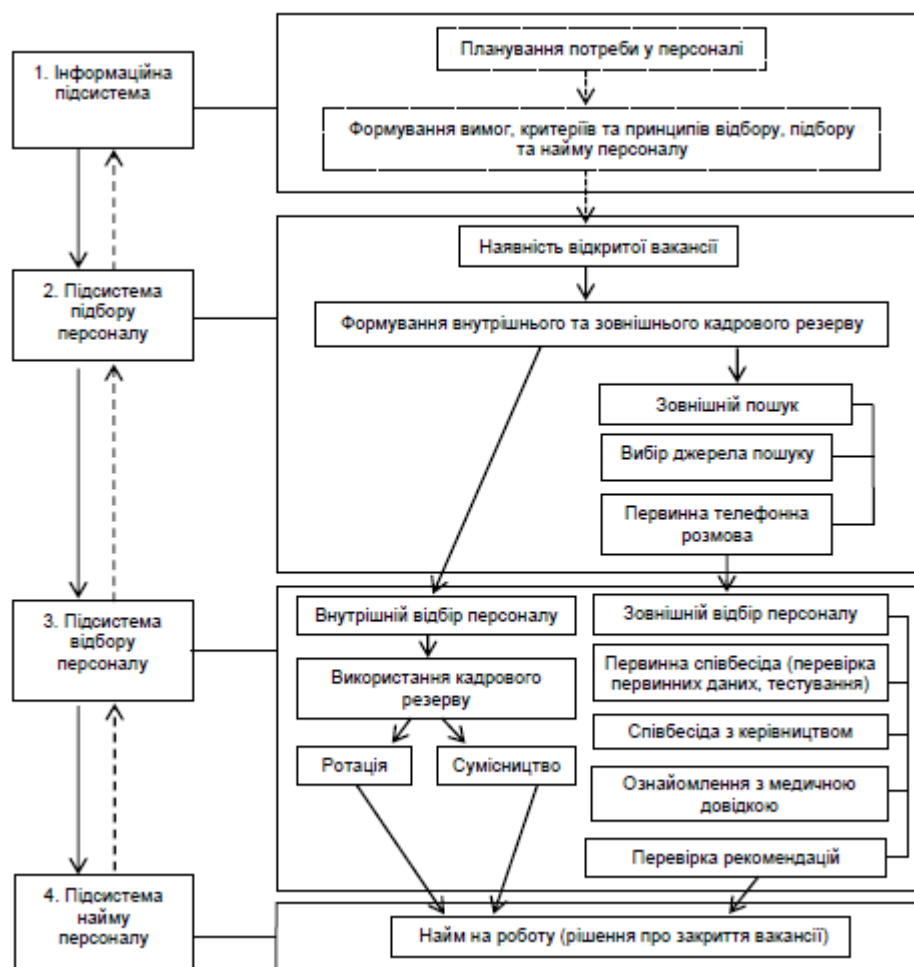 1. Інформаційна
підсистема
Планування потреби у персоналі
Формування вимог, критеріїв та принципів відбору, підбору
та найму персоналу
2. Підсистема
підбору
персоналу
Наявність відкритої вакансії
Формування внутрішнього та зовнішнього кадрового резерву
Зовнішній пошук
Вибір джерела пошуку
Первинна телефонна
розмова
3. Підсистема
відбору
персоналу
Внутрішній відбір персоналу
Використання кадрового
резерву
Ротація
Сумісництво
Зовнішній відбір персоналу
Первинна співбесіда (перевірка
первинних даних, тестування)
Співбесіда з керівництвом
Ознайомлення з медичною
довідкою
Перевірка рекомендацій
4. Підсистема
найму
персоналу
Найм на роботу (рішення про закриття вакансії)